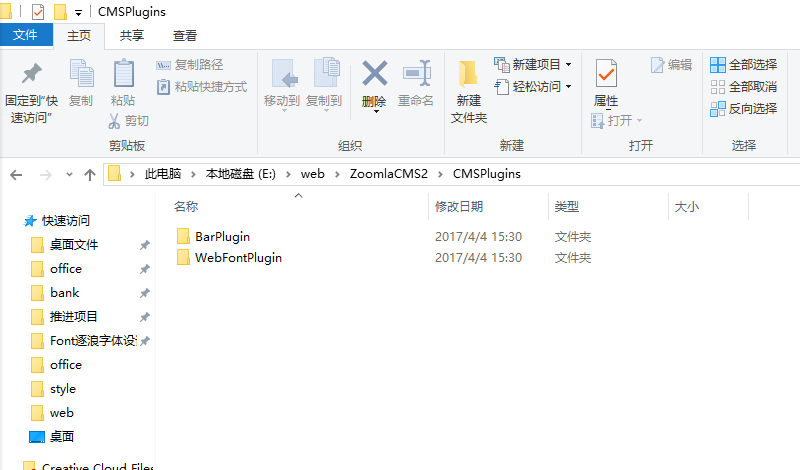 CMSPlugins
文件 主页 共享 查看
固定到"快速访问"
复制
粘贴
复制路径
粘贴快捷方式
剪切
剪贴板
移动到
复制到
删除
重命名
组织
新建文件夹
新建项目
轻松访问
新建
属性
打开
编辑
打开
全部选择
全部取消
反向选择
选择
此电脑 本地磁盘 (E:) web ZoomlaCMS2 CMSPlugins
名称 修改日期 类型 大小
BarPlugin 2017/4/4 15:30 文件夹
WebFontPlugin 2017/4/4 15:30 文件夹
快速访问
桌面文件
office
bank
推进项目
Font逐浪字体设
office
style
web
桌面
Creative Cloud Files